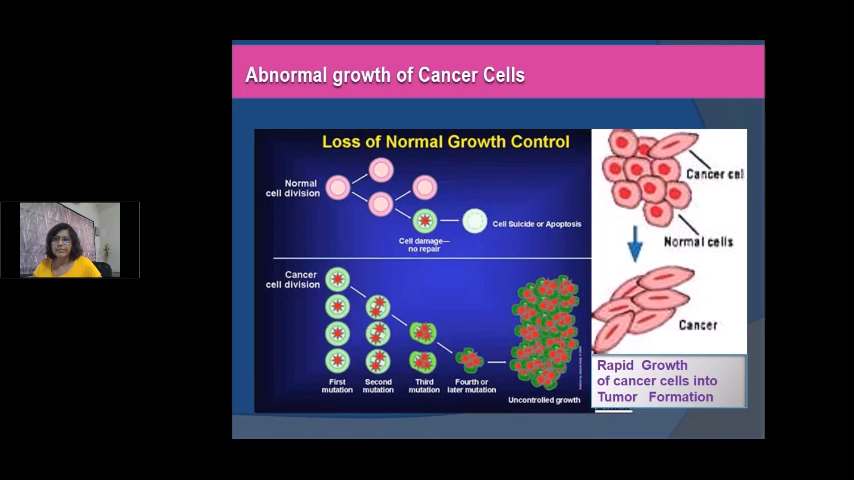 Abnormal growth of Cancer Cells
Loss of Normal Growth Control
Normal
cell division
Cell Suicide or Apoptosis
Cell damage—
no repair
Cancer
cell division
First
mutation
Second
mutation
Third
mutation
Fourth or
later mutation
Uncontrolled growth
Cancer cel
Normal cells
Cancer
Rapid Growth
of cancer cells into
Tumor Formation